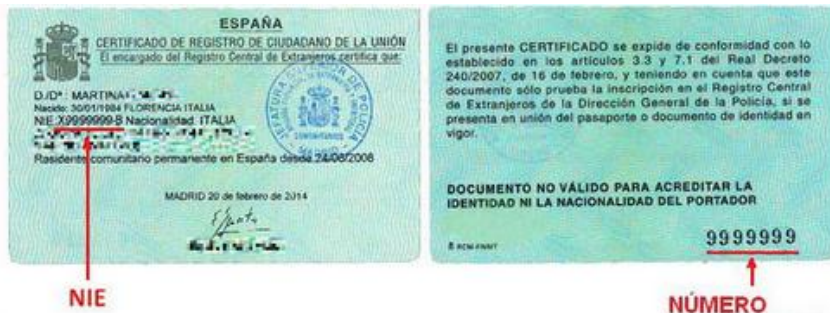 ESPAÑA
CERTIFICADO DE REGISTRO DE CIUDADANO DE LA UNIÓN
El encargado del Registro Central de Extranjeros certifica que:
D./Dª: MARTINA
Nacido: 30/01/1984 FLORENCIA ITALIA
NIE X9999999-B Nacionalidad: ITALIA
Residente comunitario permanente en España desde 24/06/2008
JEFATURA SUPERIOR DE POLICÍA
MADRID
MADRID 20 de febrero de 2014
NIE
El presente CERTIFICADO se expide de conformidad con lo
establecido en los artículos 3.3 y 7.1 del Real Decreto
240/2007, de 16 de febrero, y teniendo en cuenta que este
documento sólo prueba la inscripción en el Registro Central
de Extranjeros de la Dirección General de la Policía, si se
presenta en unión del pasaporte o documento de identidad en
vigor.
DOCUMENTO NO VÁLIDO PARA ACREDITAR LA
IDENTIDAD NI LA NACIONALIDAD DEL PORTADOR
9999999
NÚMERO